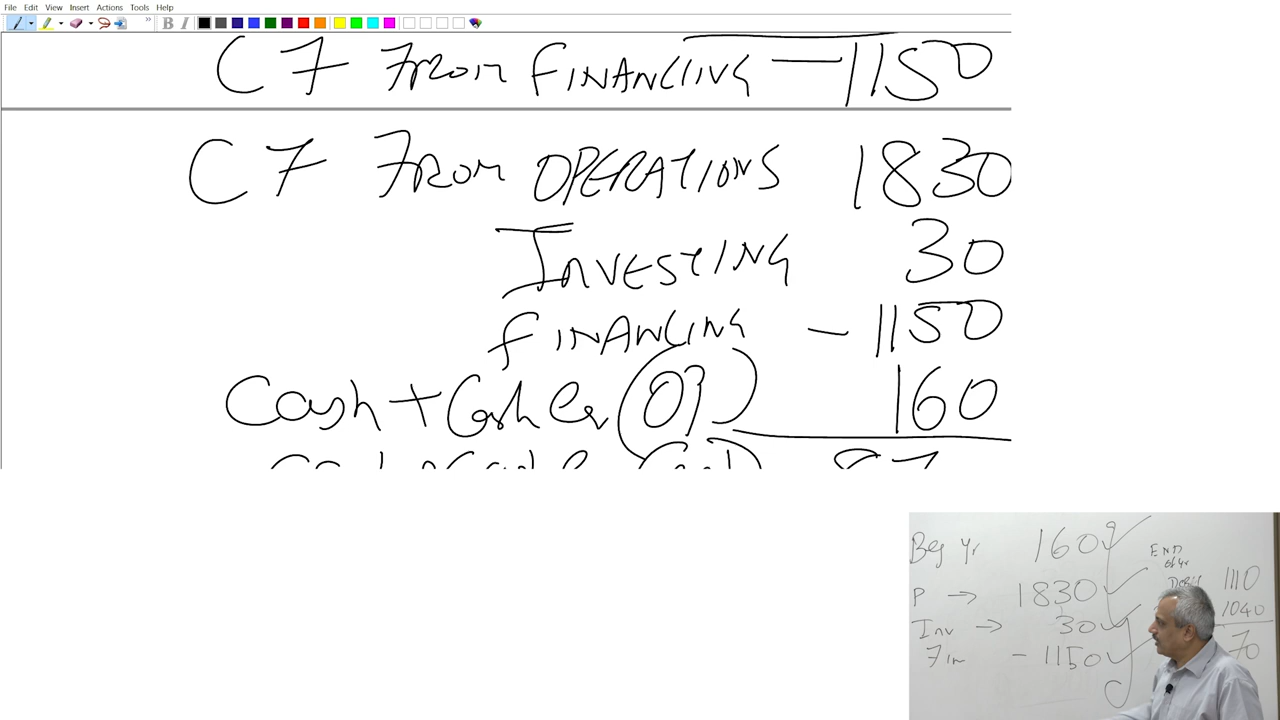 File Edit View Insert Actions Tools Help
B I
CF FROM FINANCING -1150
CF FROM OPERATIONS 1830
INVESTING 30
FINANCING -1150
Cash + Cash Eq (OP) 160
Beg yr 160
P → 1830
Inv → 30
Fin -1150
END
of yr
1110
1040
70